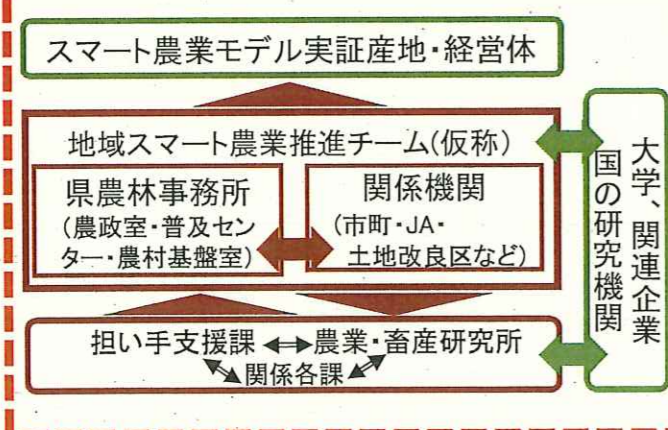 スマート農業モデル実証産地・経営体
地域スマート農業推進チーム(仮称)
県農林事務所
(農政室・普及セン
ター・農村基盤室)
関係機関
(市町・JA・
土地改良区など)
担い手支援課
農業・畜産研究所
関係各課
大学、関連企業
国の研究機関